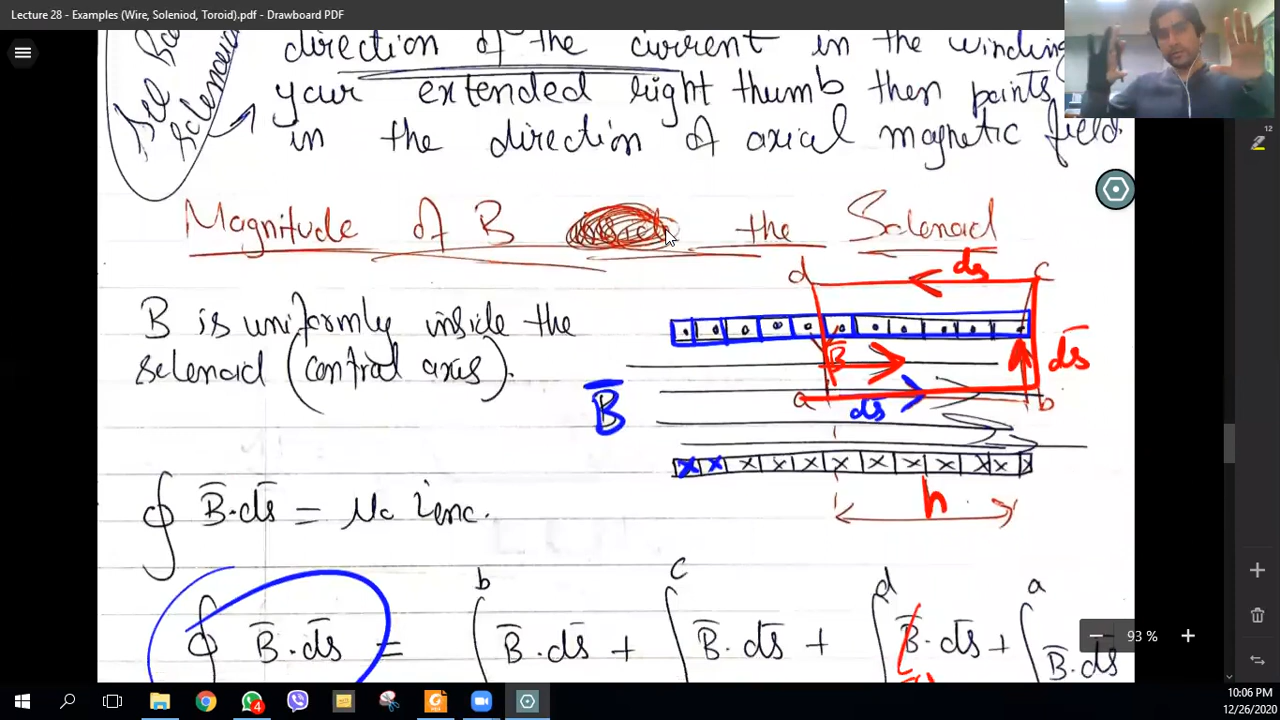 Lecture 28 - Examples (Wire, Soleniod, Toroid).pdf - Drawboard PDF
direction of the current in the winding
your extended right thumb then points
in the direction of axial magnetic field.
Solenoid
Magnitude of B the Solenoid
B is uniformly inside the
selenoid (central axis).
d ds c
B ds
a ds b
B
x x x x x x x x x x x x
h
∮ B.ds = μ₀ ienc.
b c d a
∮ B.ds = ∫ B.ds + ∫ B.ds + ∫ B.ds + ∫ B.ds
12
93 %
4
10:06 PM
12/26/2020